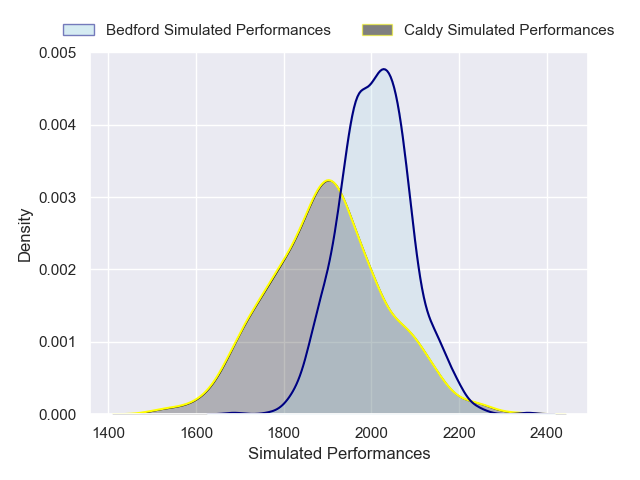 Bedford Simulated Performances Caldy Simulated Performances
0.005
0.004
0.003
0.002
0.001
0.000
Density
1400 1600 1800 2000 2200 2400
Simulated Performances